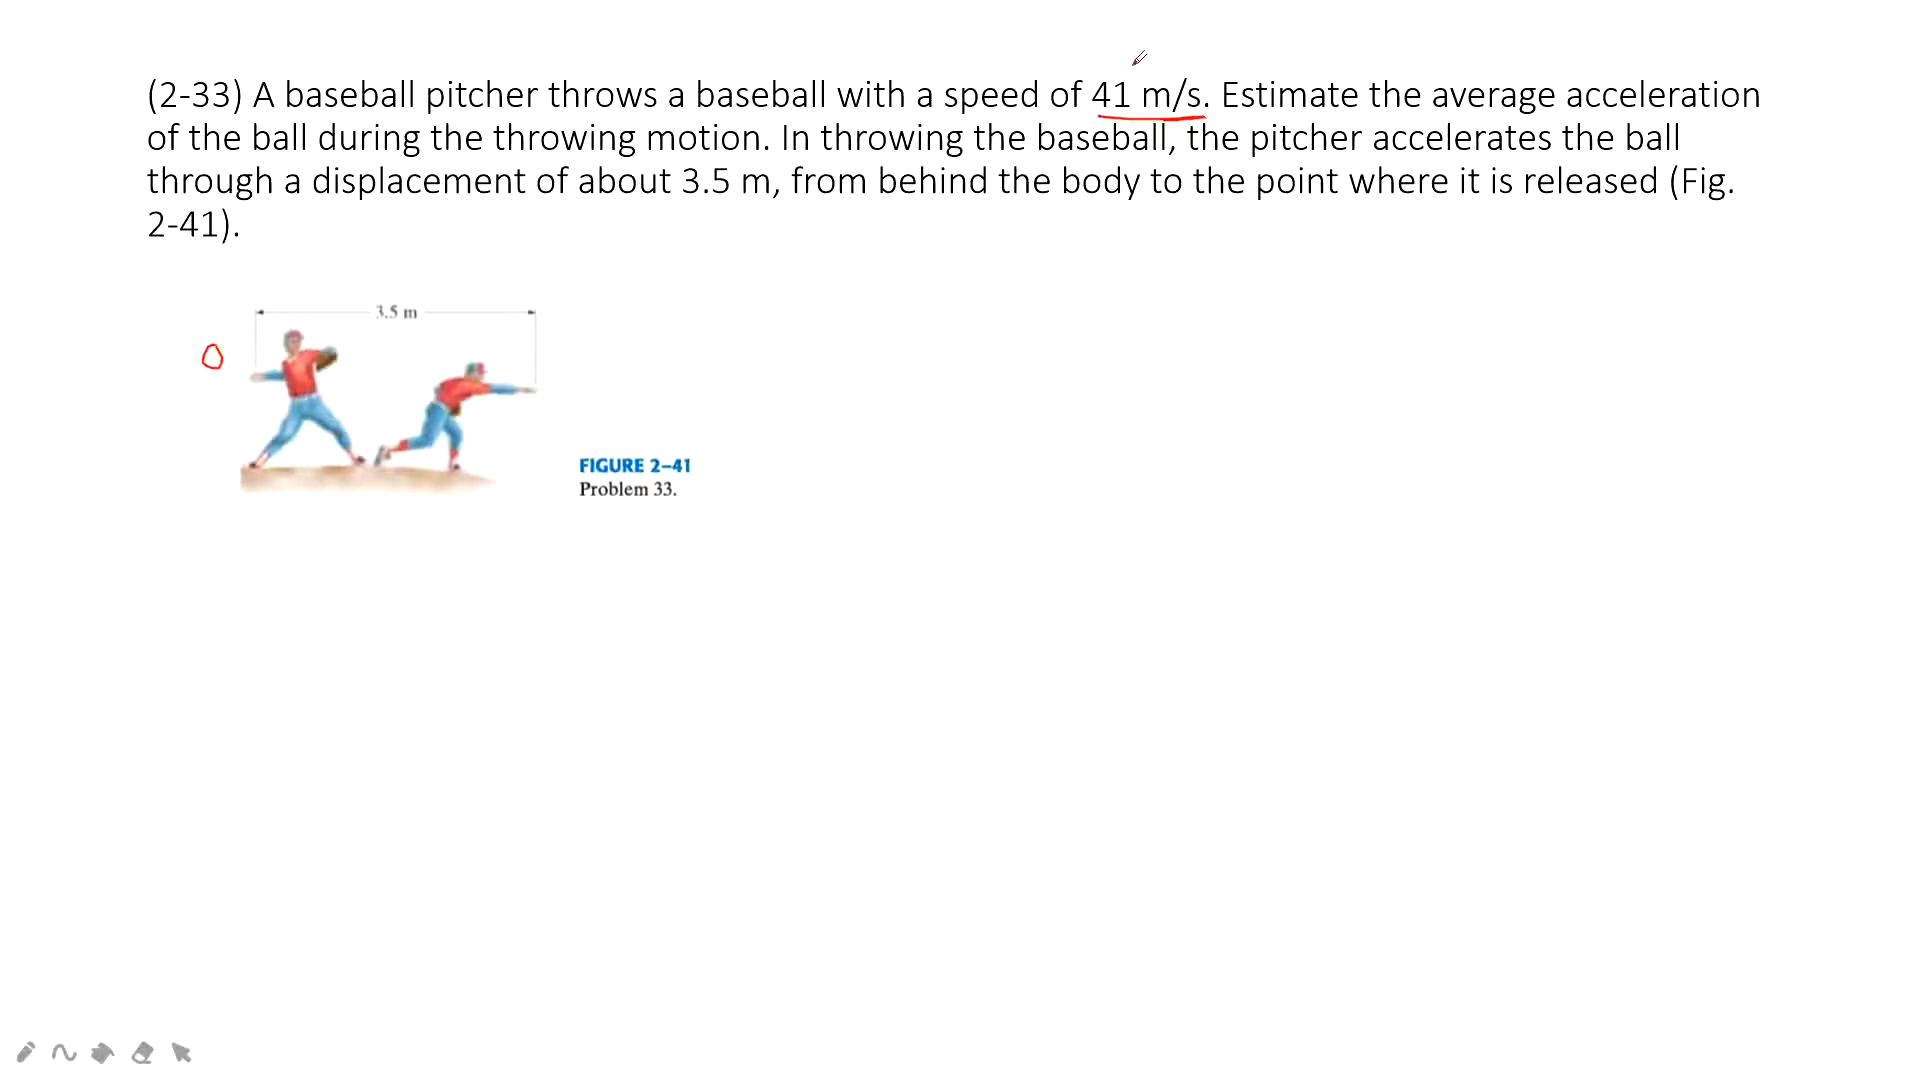 (2-33) A baseball pitcher throws a baseball with a speed of 41 m/s. Estimate the average acceleration
of the ball during the throwing motion. In throwing the baseball, the pitcher accelerates the ball
through a displacement of about 3.5 m, from behind the body to the point where it is released (Fig.
2-41).
3.5 m
0
FIGURE 2–41
Problem 33.